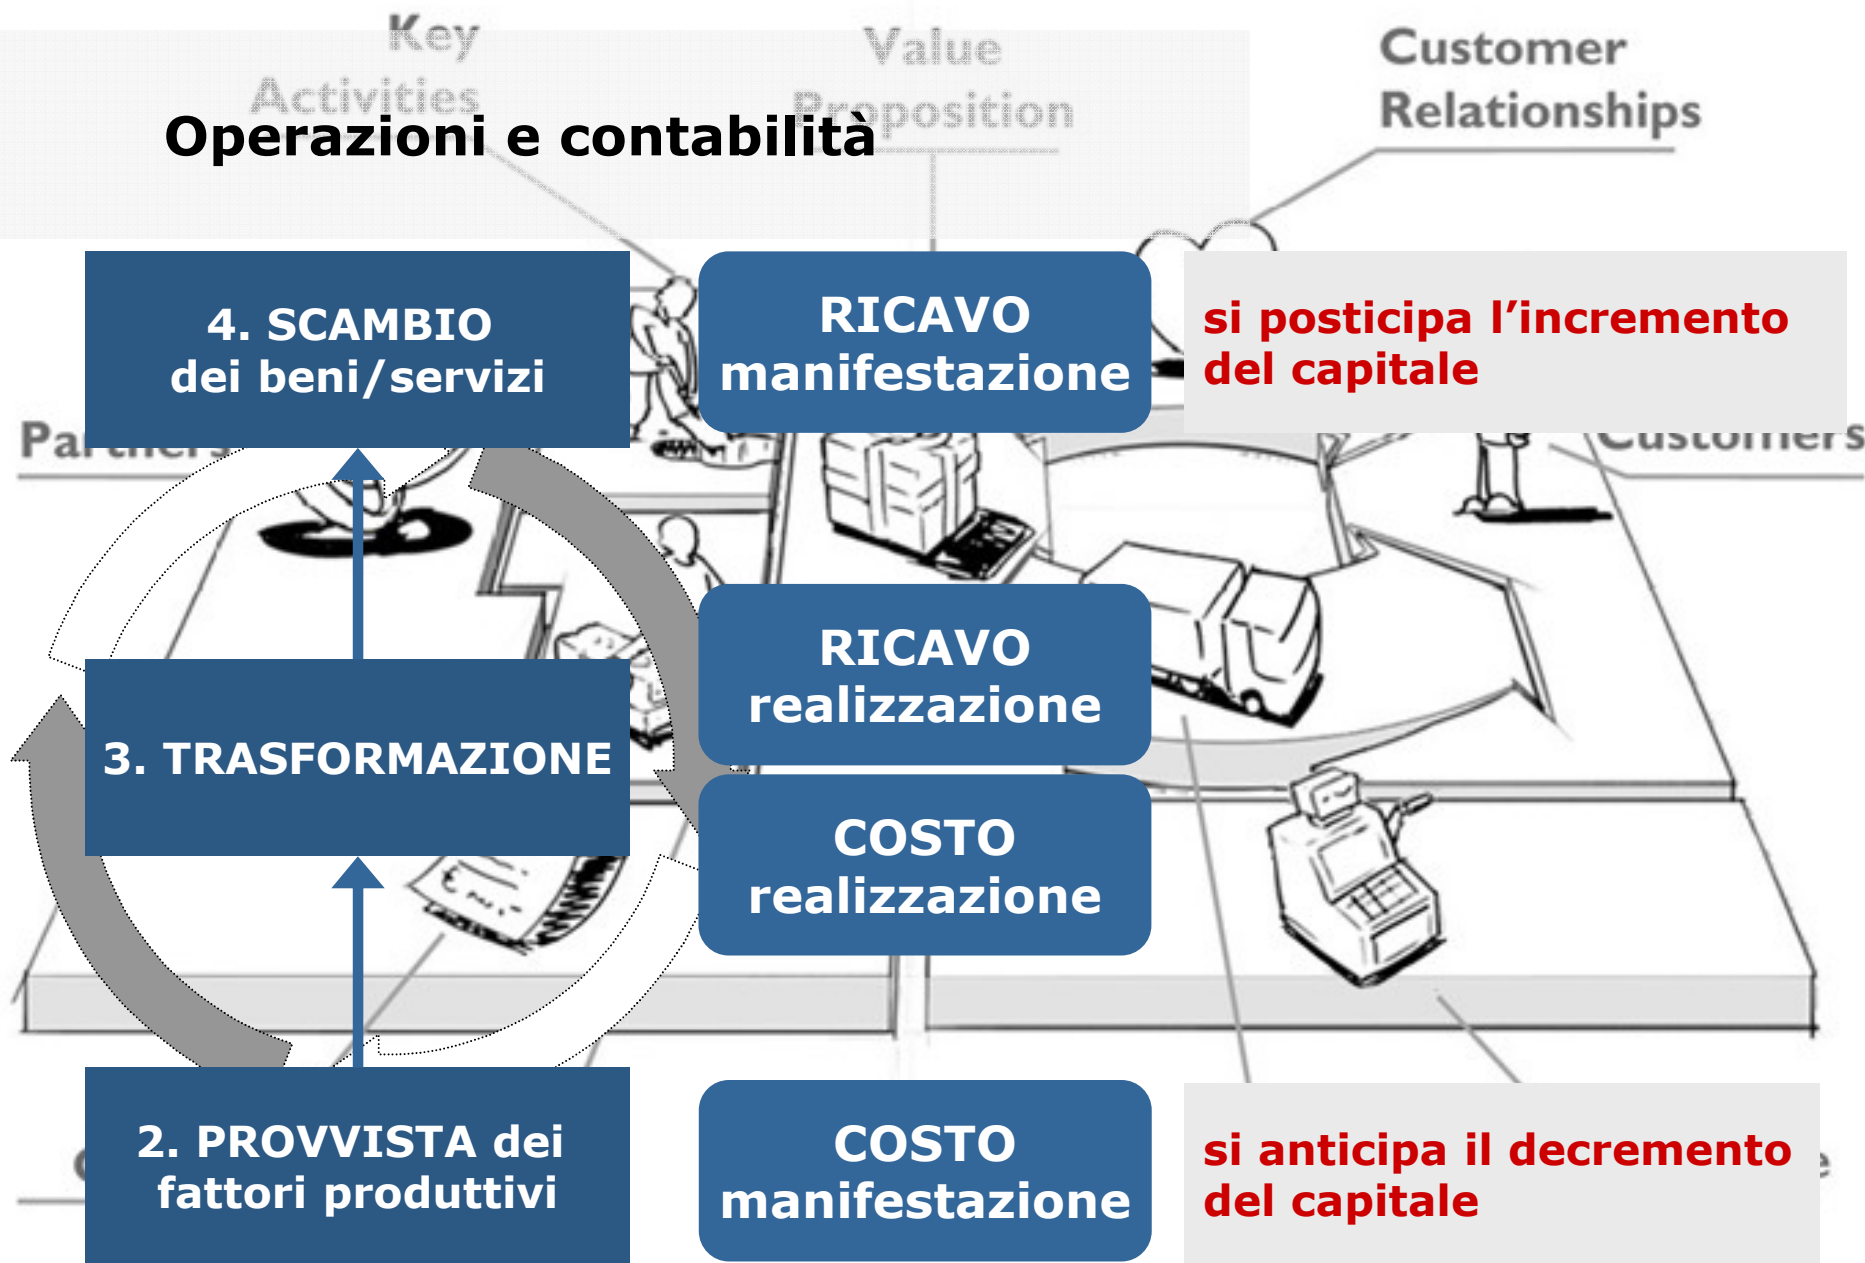 Key
Activities
Value
Proposition
Customer
Relationships
Operazioni e contabilità
4. SCAMBIO
dei beni/servizi
RICAVO
manifestazione
si posticipa l’incremento
del capitale
Partners
Customers
RICAVO
realizzazione
3. TRASFORMAZIONE
COSTO
realizzazione
2. PROVVISTA dei
fattori produttivi
COSTO
manifestazione
si anticipa il decremento
del capitale